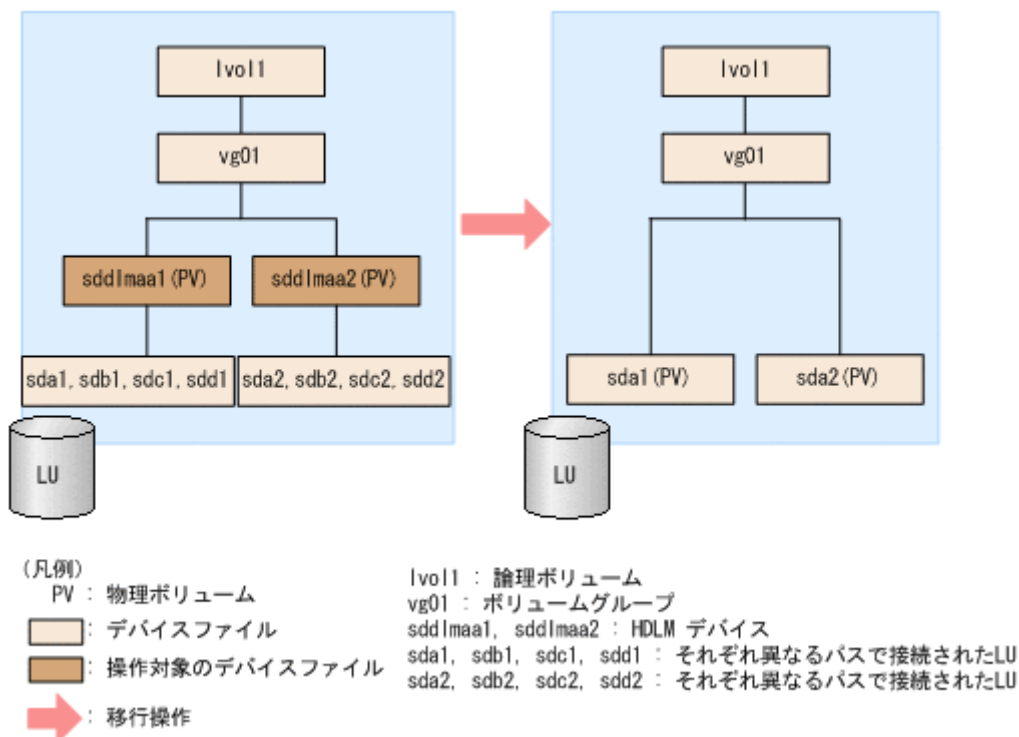 lvol1
vg01
sddlmaa1(PV)
sddlmaa2(PV)
sda1, sdb1, sdc1, sdd1
sda2, sdb2, sdc2, sdd2
LU
lvol1
vg01
sda1(PV)
sda2(PV)
LU
(凡例)
PV : 物理ボリューム
: デバイスファイル
: 操作対象のデバイスファイル
: 移行操作
lvol1 : 論理ボリューム
vg01 : ボリュームグループ
sddlmaa1, sddlmaa2 : HDLM デバイス
sda1, sdb1, sdc1, sdd1 : それぞれ異なるパスで接続されたLU
sda2, sdb2, sdc2, sdd2 : それぞれ異なるパスで接続されたLU